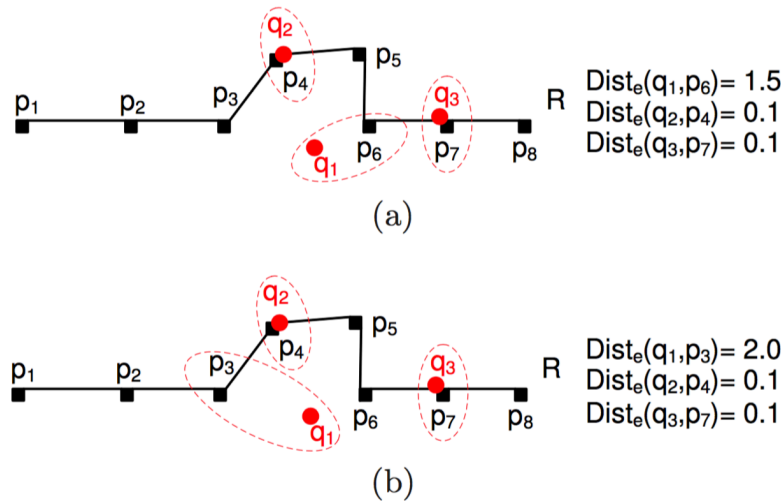 q₂
p₅
p₄
p₁ p₂ p₃ q₃ R
p₆ p₇ p₈
q₁
Distₑ(q₁,p₆)= 1.5
Distₑ(q₂,p₄)= 0.1
Distₑ(q₃,p₇)= 0.1
(a)
q₂
p₅
p₄
p₁ p₂ p₃ q₃ R
p₆ p₇ p₈
q₁
Distₑ(q₁,p₃)= 2.0
Distₑ(q₂,p₄)= 0.1
Distₑ(q₃,p₇)= 0.1
(b)